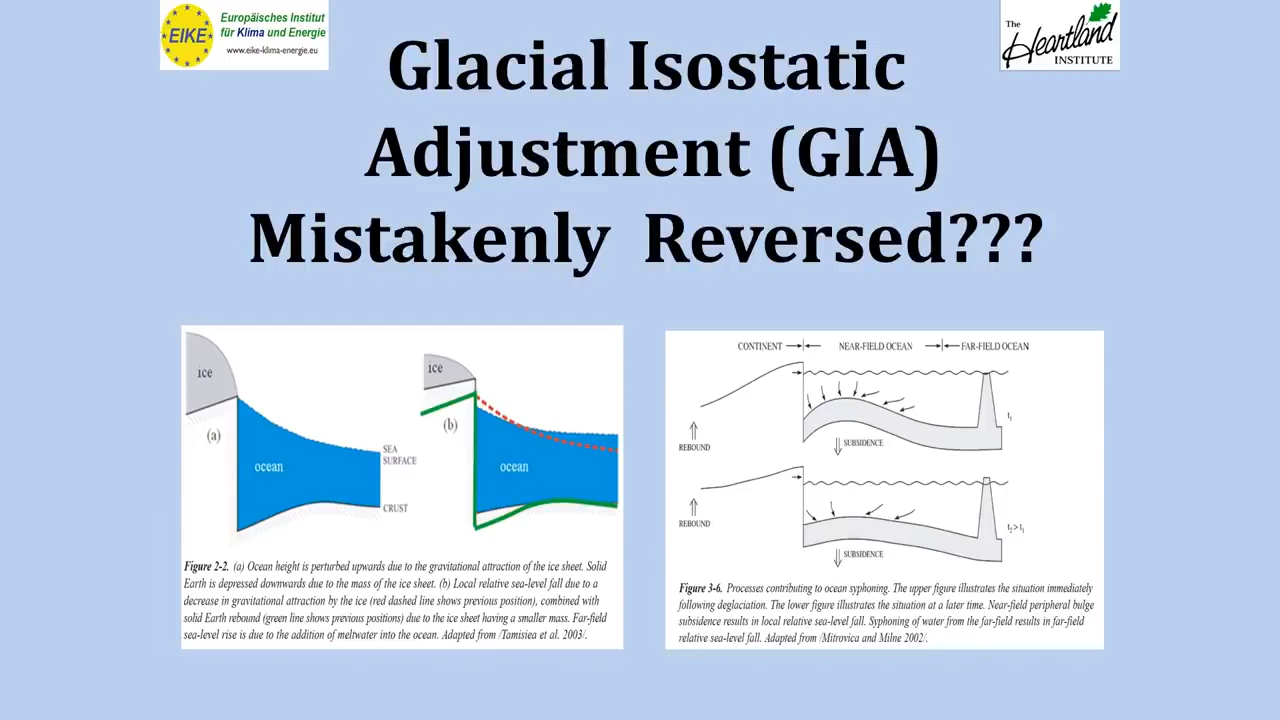 EIKE
Europäisches Institut
für Klima und Energie
www.eike-klima-energie.eu
The
Heartland
INSTITUTE
Glacial Isostatic
Adjustment (GIA)
Mistakenly Reversed???
ice
(a)
ocean
SEA
SURFACE
CRUST
ice
(b)
ocean
Figure 2-2. (a) Ocean height is perturbed upwards due to the gravitational attraction of the ice sheet. Solid
Earth is depressed downwards due to the mass of the ice sheet. (b) Local relative sea-level fall due to a
decrease in gravitational attraction by the ice (red dashed line shows previous position), combined with
solid Earth rebound (green line shows previous positions) due to the ice sheet having a smaller mass. Far-field
sea-level rise is due to the addition of meltwater into the ocean. Adapted from /Tamisiea et al. 2003/.
CONTINENT
NEAR-FIELD OCEAN
FAR-FIELD OCEAN
REBOUND
SUBSIDENCE
t₁
REBOUND
SUBSIDENCE
t₂ > t₁
Figure 3-6. Processes contributing to ocean syphoning. The upper figure illustrates the situation immediately
following deglaciation. The lower figure illustrates the situation at a later time. Near-field peripheral bulge
subsidence results in local relative sea-level fall. Syphoning of water from the far-field results in far-field
relative sea-level fall. Adapted from /Mitrovica and Milne 2002/.